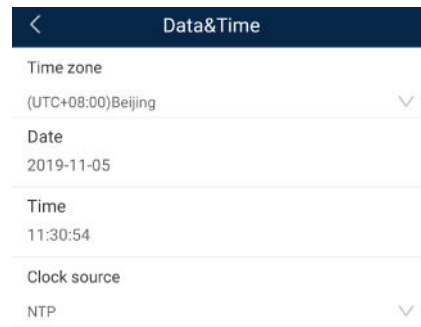 Data&Time
Time zone
(UTC+08:00)Beijing
Date
2019-11-05
Time
11:30:54
Clock source
NTP